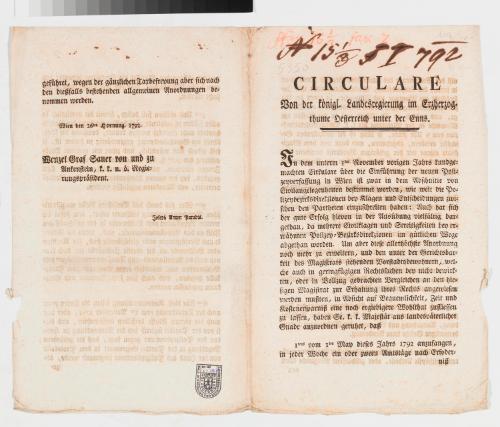 geführet, wegen der gänzlichen Taxbefreyung aber sich nach
den dießfalls bestehenden allgemeinen Anordnungen be-
nommen werden.
Wien den 26ten Hornung. 1792.
Wenzel Graf Sauer von und zu
Ankenstein, k. k. n. ö. Regie-
rungspräsident.
Joseph
CIRCULARE
Von der königl. Landesregierung im Erzherzog-
thume Oesterreich unter der Enns.
In dem unterm 1ten November vorigen Jahrs kundge-
machten Cirkulare über die Einführung der neuen Poli-
zeyverfassung in Wien ist zwar in dem Absatze von
Civilangelegenheiten bestimmet worden, wie weit die Po-
lizeybezirksdirektionen bey Klagen und Entscheidungen zwi-
schen den Partheien einzuschreiten haben: Auch hat sich
der gute Erfolg hievon in der Ausübung vielfältig dar-
gethan, da mehrere Streitklagen und Streitigkeiten bey er-
wähnten Polizey-Bezirksdirektionen im gütlichen Wege
abgethan worden. Um aber diese allerhöchste Anordnung
noch mehr zu erweitern, und den unter der Gerichtsbar-
keit des Magistrats stehenden Vorstadtbewohnern, wel-
che auch in geringfügigen Rechtssachen bey nicht bewirk-
ten, oder in Vollzug gebrachten Vergleichen an den hie-
sigen Magistrat zur Erhaltung ihres Rechts angewiesen
werden mußten, in Absicht auf Bequemlichkeit, Zeit und
Kostenersparniß eine noch ergiebigere Wohlthat zufliessen
zu lassen, haben Se. k. k. Majestät aus landesväterlicher
Gnade anzuordnen geruhet, daß
1tens vom 1ten May dieses Jahrs 1792 anzufangen,
in jeder Woche ein oder zween Amtstäge nach Erforder-
niß